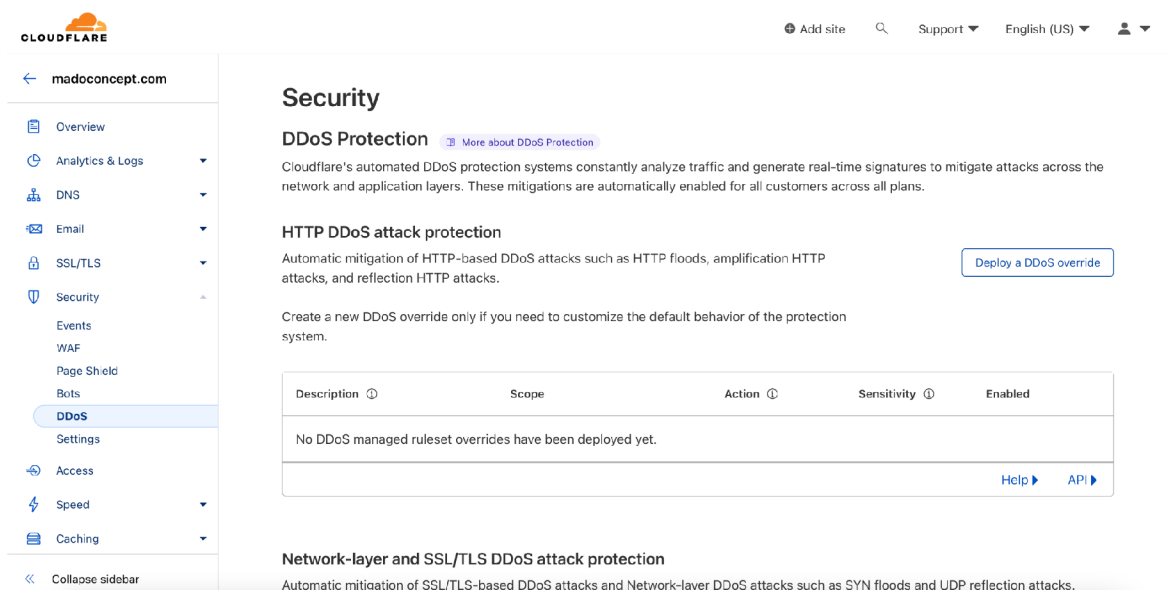 CLOUDFLARE
Add site
Support
English (US)
madoconcept.com
Overview
Analytics & Logs
DNS
Email
SSL/TLS
Security
Events
WAF
Page Shield
Bots
DDoS
Settings
Access
Speed
Caching
Collapse sidebar
Security
DDoS Protection
More about DDoS Protection
Cloudflare's automated DDoS protection systems constantly analyze traffic and generate real-time signatures to mitigate attacks across the
network and application layers. These mitigations are automatically enabled for all customers across all plans.
HTTP DDoS attack protection
Automatic mitigation of HTTP-based DDoS attacks such as HTTP floods, amplification HTTP
attacks, and reflection HTTP attacks.
Deploy a DDoS override
Create a new DDoS override only if you need to customize the default behavior of the protection
system.
Description Scope Action Sensitivity Enabled
No DDoS managed ruleset overrides have been deployed yet.
Help API
Network-layer and SSL/TLS DDoS attack protection
Automatic mitigation of SSL/TLS-based DDoS attacks and Network-layer DDoS attacks such as SYN floods and UDP reflection attacks.